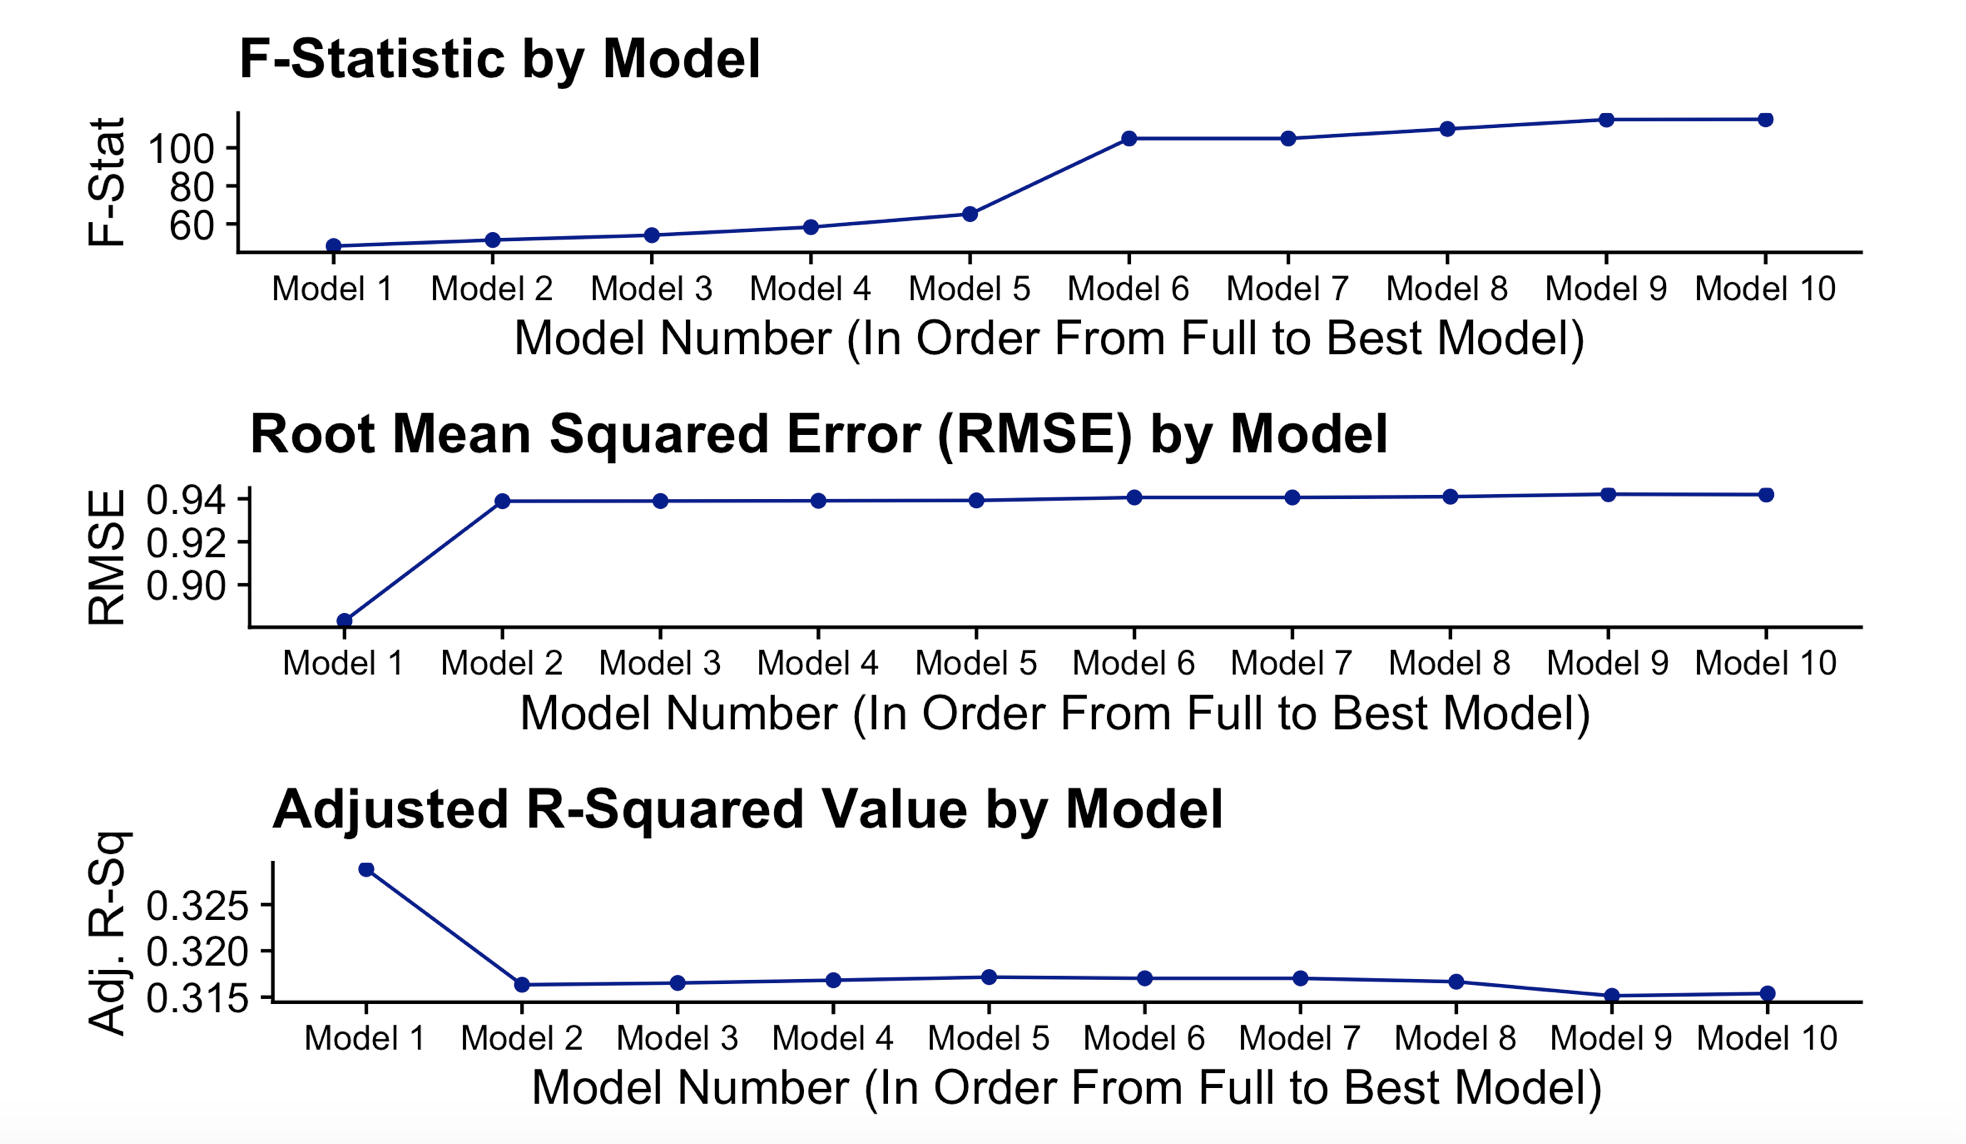 F-Statistic by Model
F-Stat
100
80
60
Model 1 Model 2 Model 3 Model 4 Model 5 Model 6 Model 7 Model 8 Model 9 Model 10
Model Number (In Order From Full to Best Model)
Root Mean Squared Error (RMSE) by Model
RMSE
0.94
0.92
0.90
Model 1 Model 2 Model 3 Model 4 Model 5 Model 6 Model 7 Model 8 Model 9 Model 10
Model Number (In Order From Full to Best Model)
Adjusted R-Squared Value by Model
Adj. R-Sq
0.325
0.320
0.315
Model 1 Model 2 Model 3 Model 4 Model 5 Model 6 Model 7 Model 8 Model 9 Model 10
Model Number (In Order From Full to Best Model)